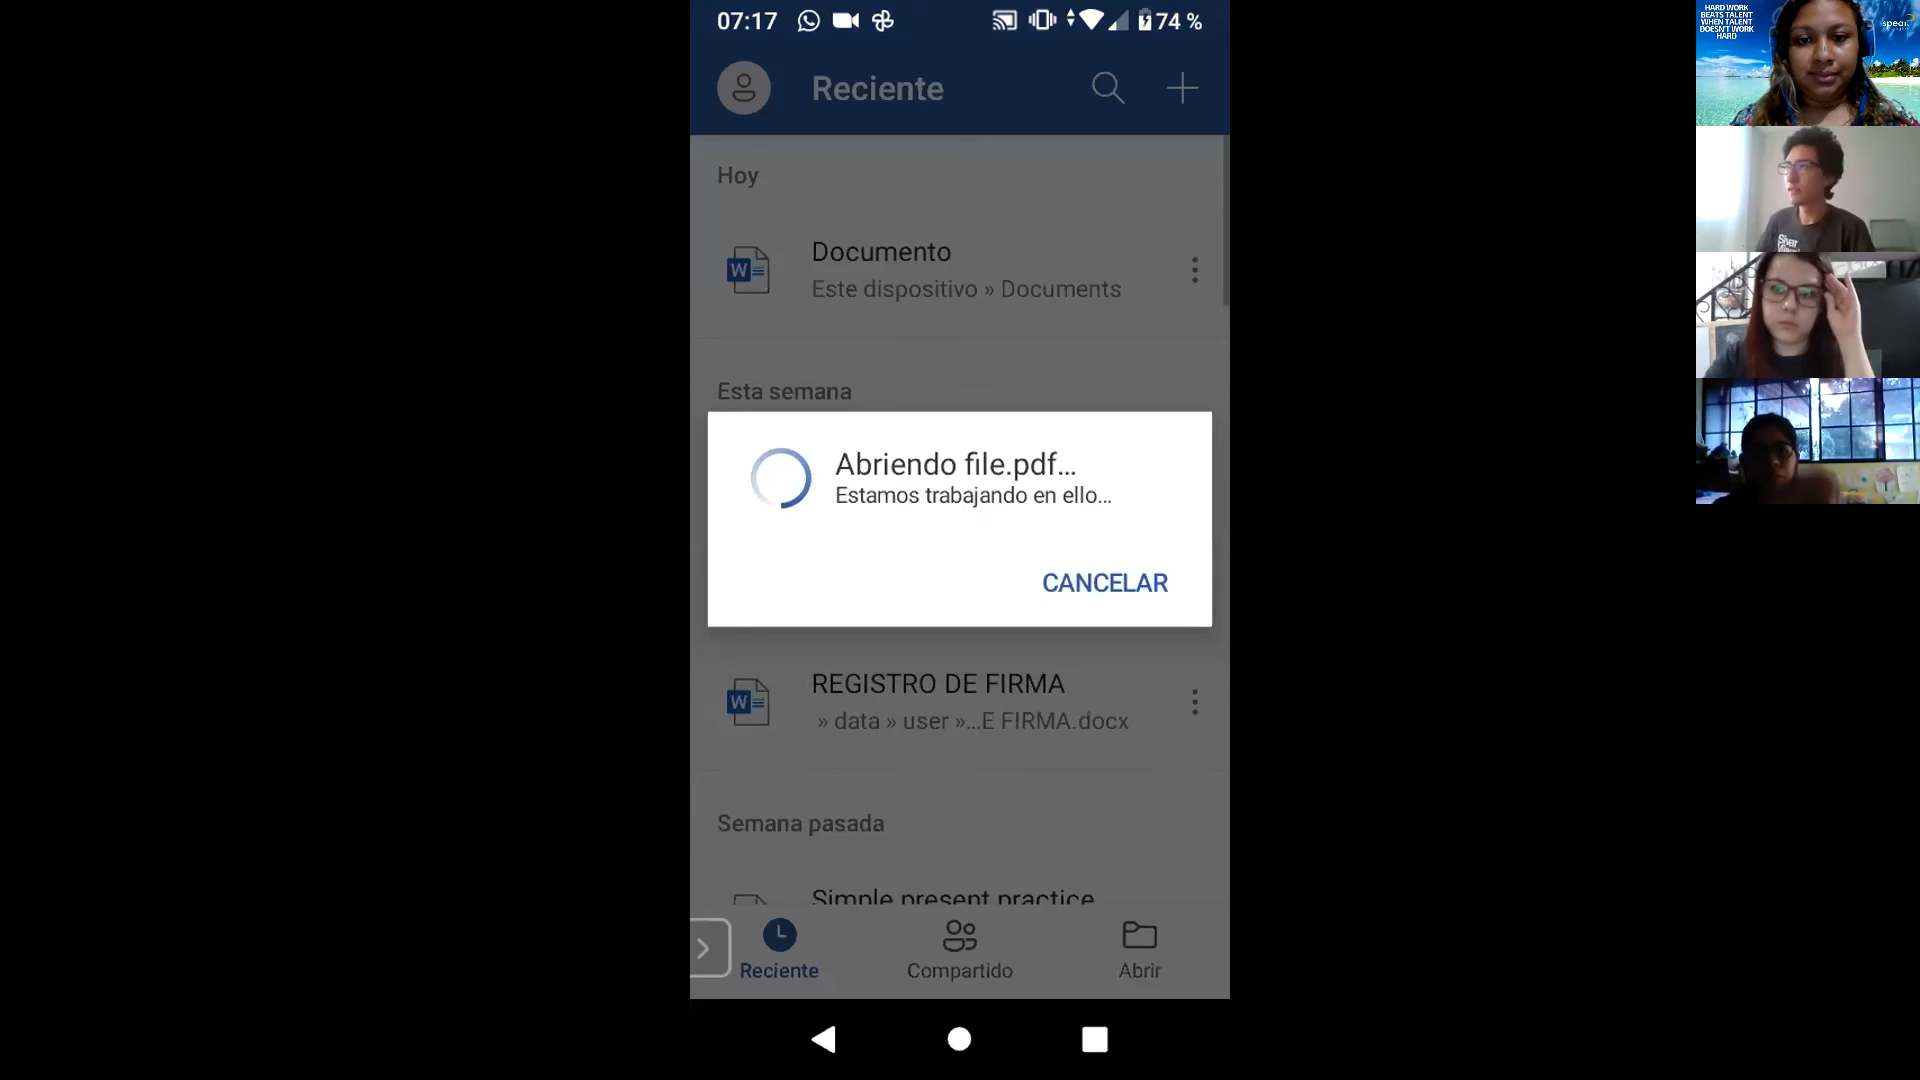 07:17
74 %
Reciente
Hoy
Documento
Este dispositivo » Documents
Esta semana
Abriendo file.pdf...
Estamos trabajando en ello...
CANCELAR
REGISTRO DE FIRMA
» data » user »...E FIRMA.docx
Semana pasada
Simple present practice
Reciente
Compartido
Abrir
HARD WORK
BEATS TALENT
WHEN TALENT
DOESN'T WORK
HARD